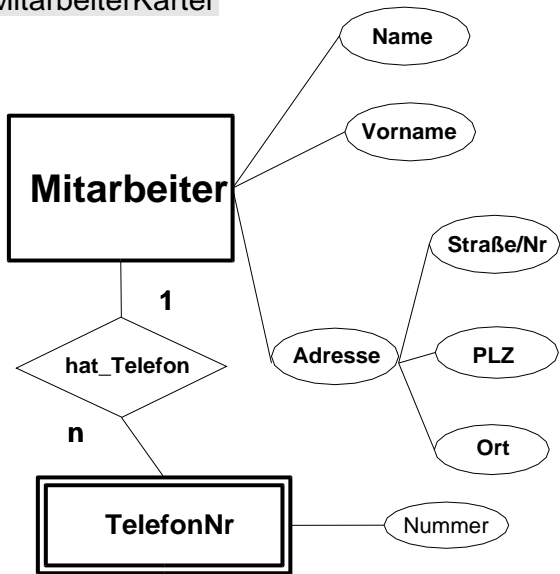 MitarbeiterKartei
Name
Vorname
Mitarbeiter
Straße/Nr
1
Adresse
PLZ
hat_Telefon
n
Ort
TelefonNr
Nummer